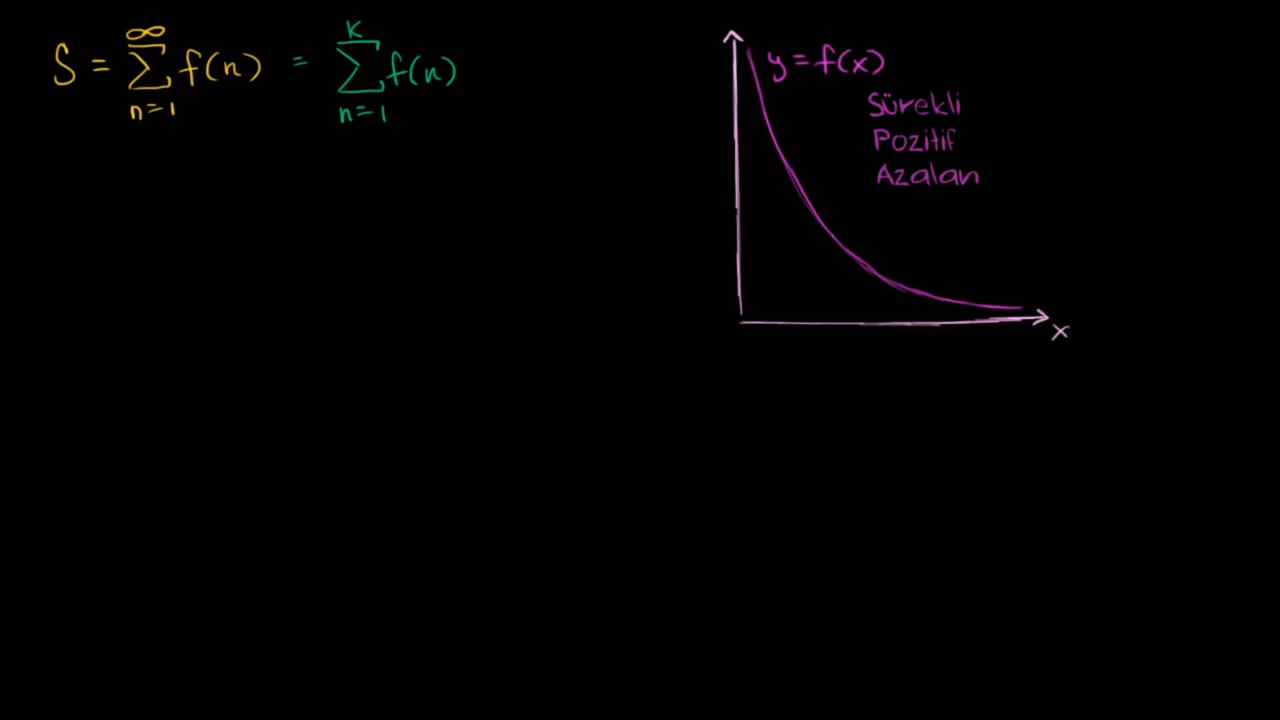 S = ∑_{n=1}^{∞} f(n) = ∑_{n=1}^{K} f(n)
y = f(x)
Sürekli
Pozitif
Azalan
x